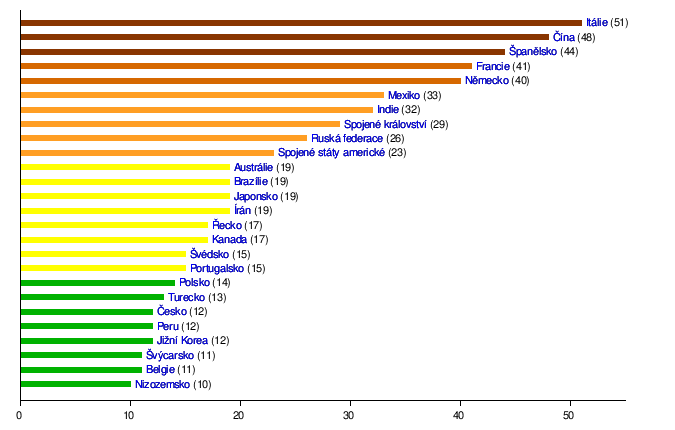 Itálie (51)
Čína (48)
Španělsko (44)
Francie (41)
Německo (40)
Mexiko (33)
Indie (32)
Spojené království (29)
Ruská federace (26)
Spojené státy americké (23)
Austrálie (19)
Brazílie (19)
Japonsko (19)
Írán (19)
Řecko (17)
Kanada (17)
Švédsko (15)
Portugalsko (15)
Polsko (14)
Turecko (13)
Česko (12)
Peru (12)
Jižní Korea (12)
Švýcarsko (11)
Belgie (11)
Nizozemsko (10)
0 10 20 30 40 50